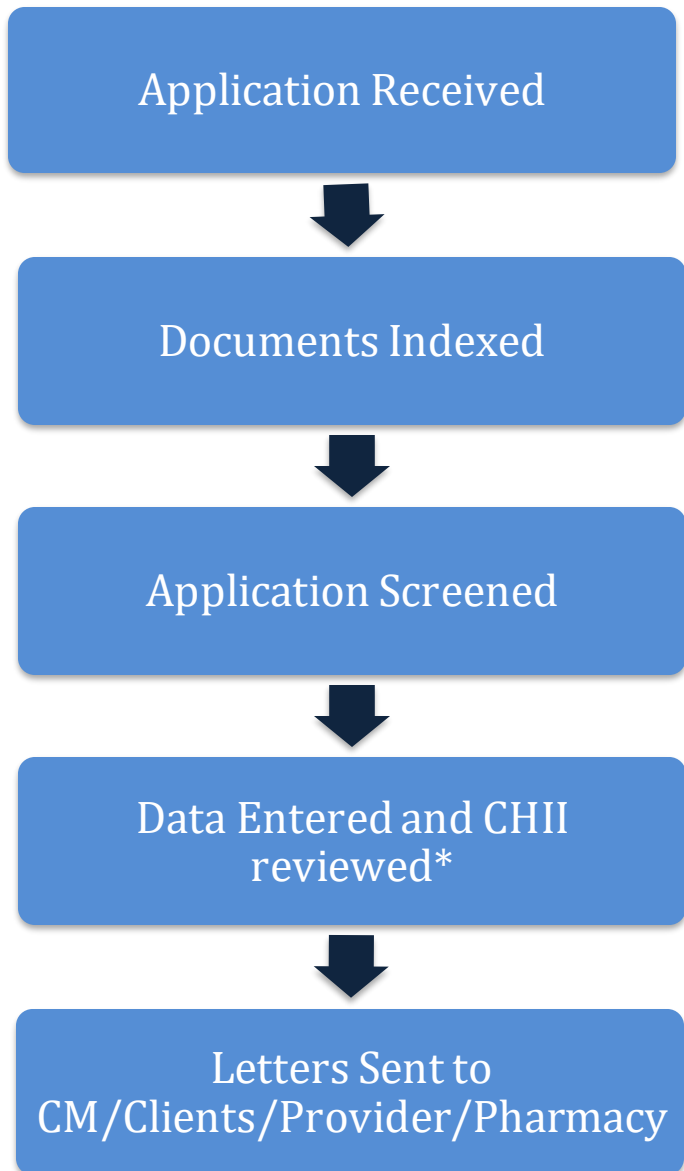 Application Received
Documents Indexed
Application Screened
Data Entered and CHII
reviewed*
Letters Sent to
CM/Clients/Provider/Pharmacy